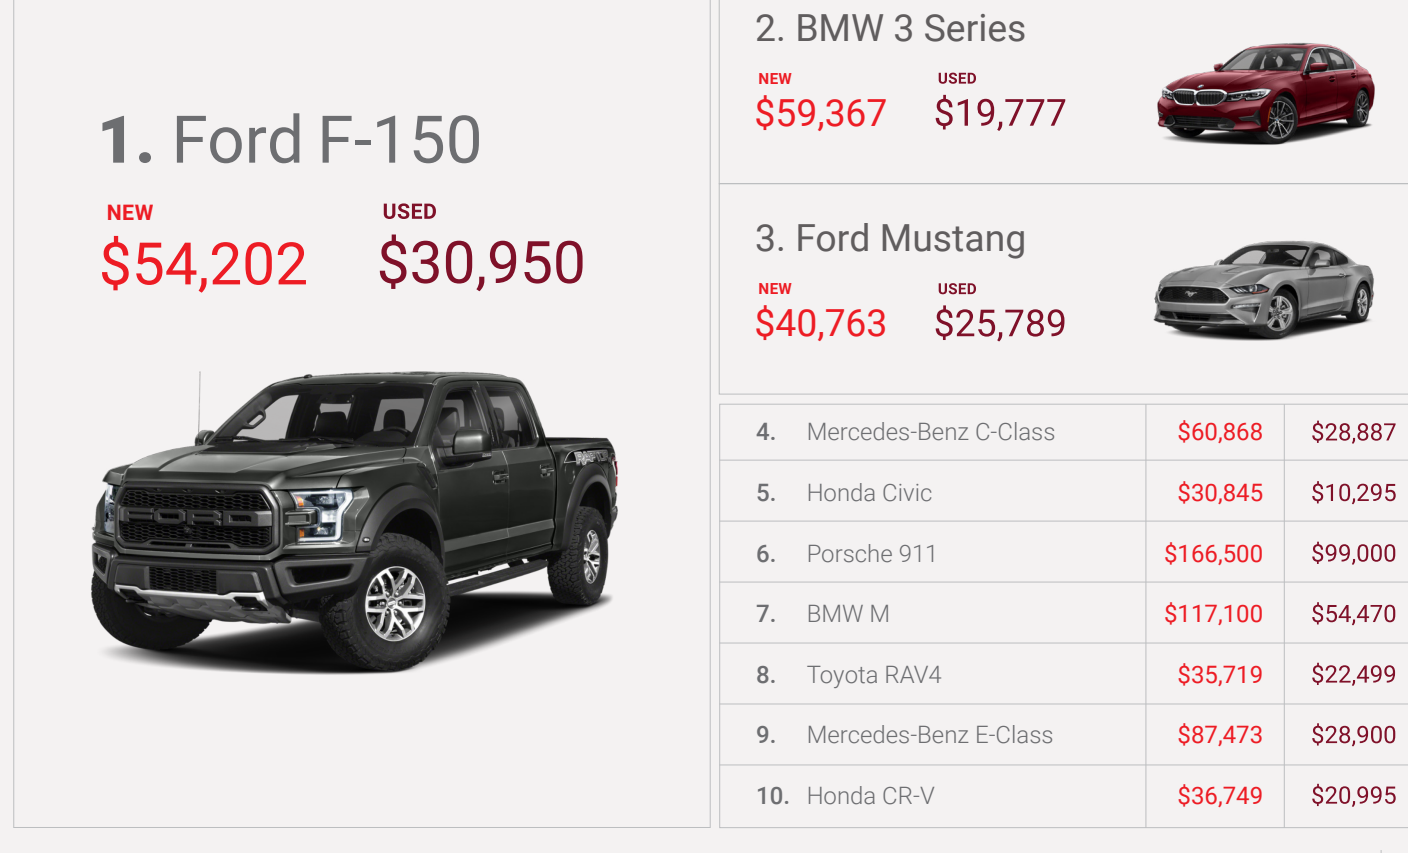 1. Ford F-150
NEW USED
$54,202 $30,950
FORD
RAPTOR
2. BMW 3 Series
NEW USED
$59,367 $19,777
3. Ford Mustang
NEW USED
$40,763 $25,789
4. Mercedes-Benz C-Class $60,868 $28,887
5. Honda Civic $30,845 $10,295
6. Porsche 911 $166,500 $99,000
7. BMW M $117,100 $54,470
8. Toyota RAV4 $35,719 $22,499
9. Mercedes-Benz E-Class $87,473 $28,900
10. Honda CR-V $36,749 $20,995